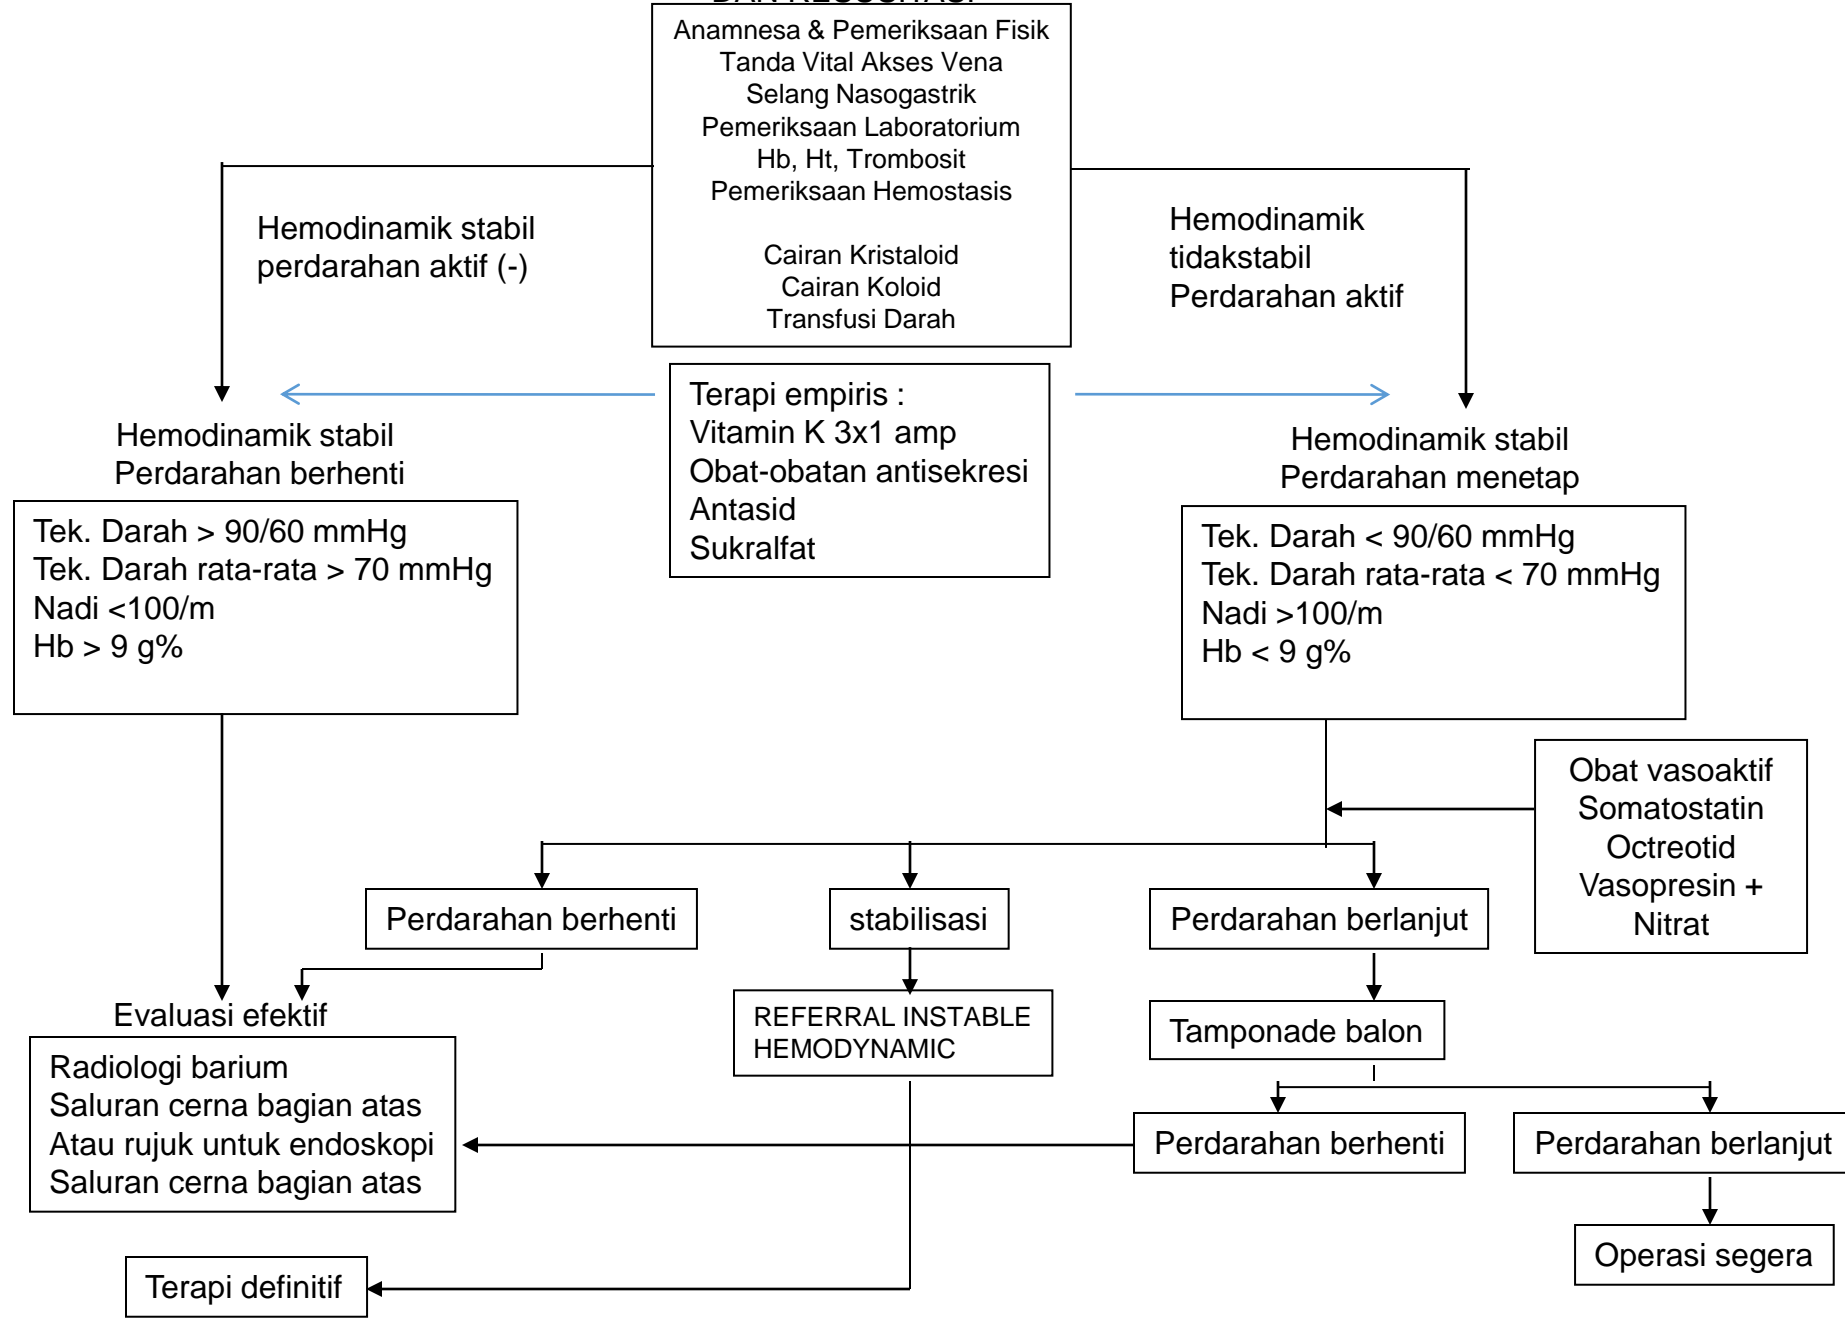 Anamnesa & Pemeriksaan Fisik
Tanda Vital Akses Vena
Selang Nasogastrik
Pemeriksaan Laboratorium
Hb, Ht, Trombosit
Pemeriksaan Hemostasis
Cairan Kristaloid
Cairan Koloid
Transfusi Darah
Hemodinamik stabil
perdarahan aktif (-)
Hemodinamik
tidakstabil
Perdarahan aktif
Terapi empiris :
Vitamin K 3x1 amp
Obat-obatan antisekresi
Antasid
Sukralfat
Hemodinamik stabil
Perdarahan berhenti
Hemodinamik stabil
Perdarahan menetap
Tek. Darah > 90/60 mmHg
Tek. Darah rata-rata > 70 mmHg
Nadi <100/m
Hb > 9 g%
Tek. Darah < 90/60 mmHg
Tek. Darah rata-rata < 70 mmHg
Nadi >100/m
Hb < 9 g%
Obat vasoaktif
Somatostatin
Octreotid
Vasopresin +
Nitrat
Perdarahan berhenti
stabilisasi
Perdarahan berlanjut
Evaluasi efektif
Radiologi barium
Saluran cerna bagian atas
Atau rujuk untuk endoskopi
Saluran cerna bagian atas
REFERRAL INSTABLE
HEMODYNAMIC
Tamponade balon
Perdarahan berhenti
Perdarahan berlanjut
Terapi definitif
Operasi segera